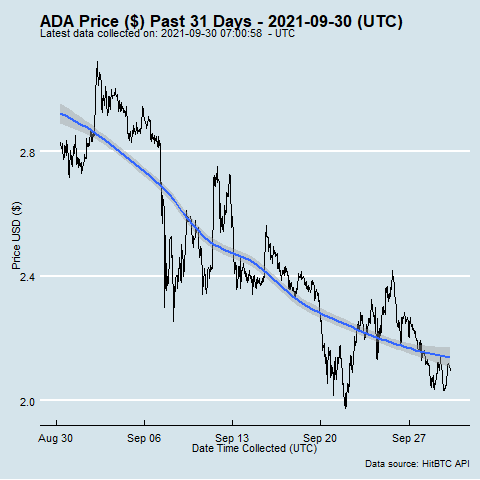 ADA Price ($) Past 31 Days - 2021-09-30 (UTC)
Latest data collected on: 2021-09-30 07:00:58 - UTC
Price USD ($)
2.8
2.4
2.0
Aug 30 Sep 06 Sep 13 Sep 20 Sep 27
Date Time Collected (UTC)
Data source: HitBTC API